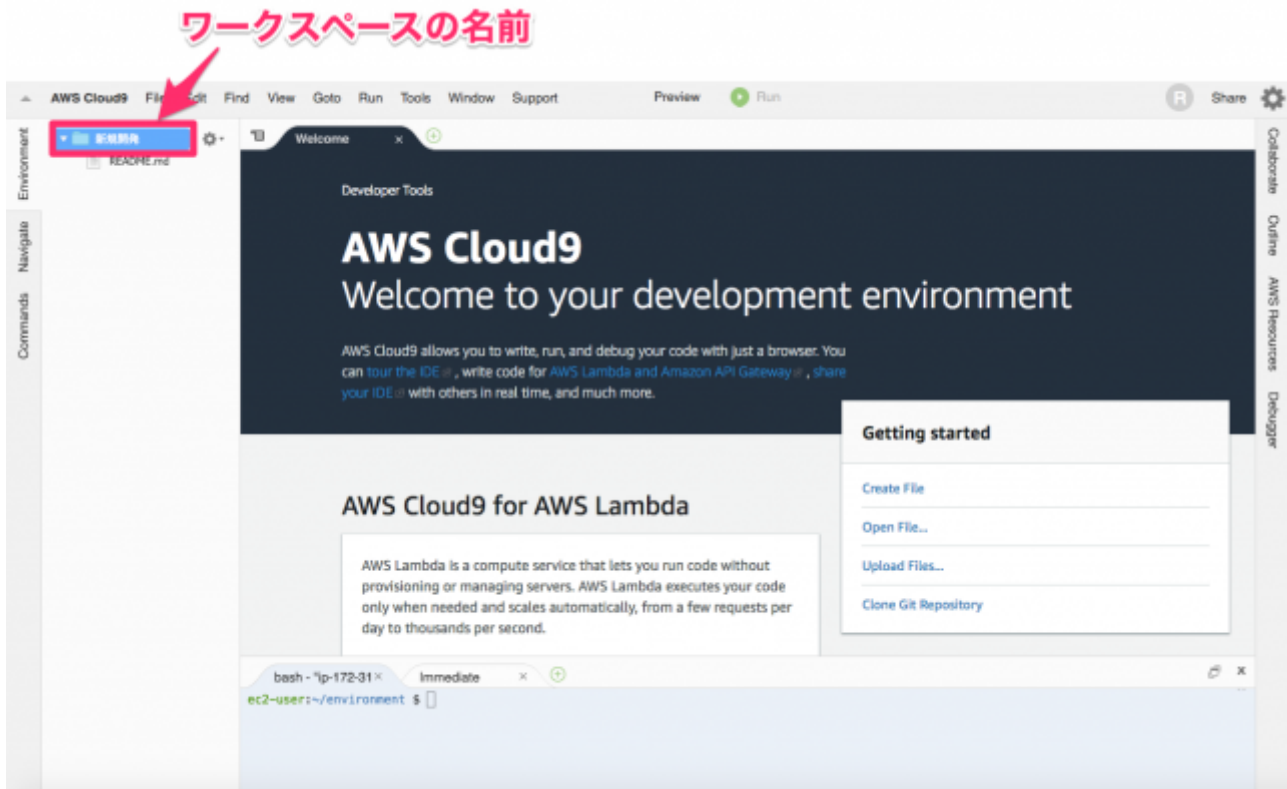 ワークスペースの名前
AWS Cloud9 File Edit Find View Goto Run Tools Window Support Preview Run R Share
新規開発
README.md
Environment
Navigate
Commands
Welcome
Developer Tools
AWS Cloud9
Welcome to your development environment
AWS Cloud9 allows you to write, run, and debug your code with just a browser. You
can tour the IDE , write code for AWS Lambda and Amazon API Gateway , share
your IDE with others in real time, and much more.
Getting started
Create File
Open File...
Upload Files...
Clone Git Repository
AWS Cloud9 for AWS Lambda
AWS Lambda is a compute service that lets you run code without
provisioning or managing servers. AWS Lambda executes your code
only when needed and scales automatically, from a few requests per
day to thousands per second.
bash - "ip-172-31 Immediate
ec2-user:~/environment $
Collaborate
Outline
AWS Resources
Debugger